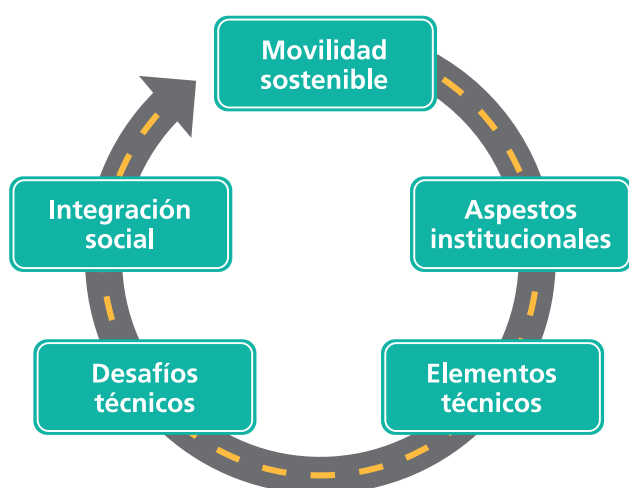 Movilidad
sostenible
Aspestos
institucionales
Elementos
técnicos
Desafíos
técnicos
Integración
social